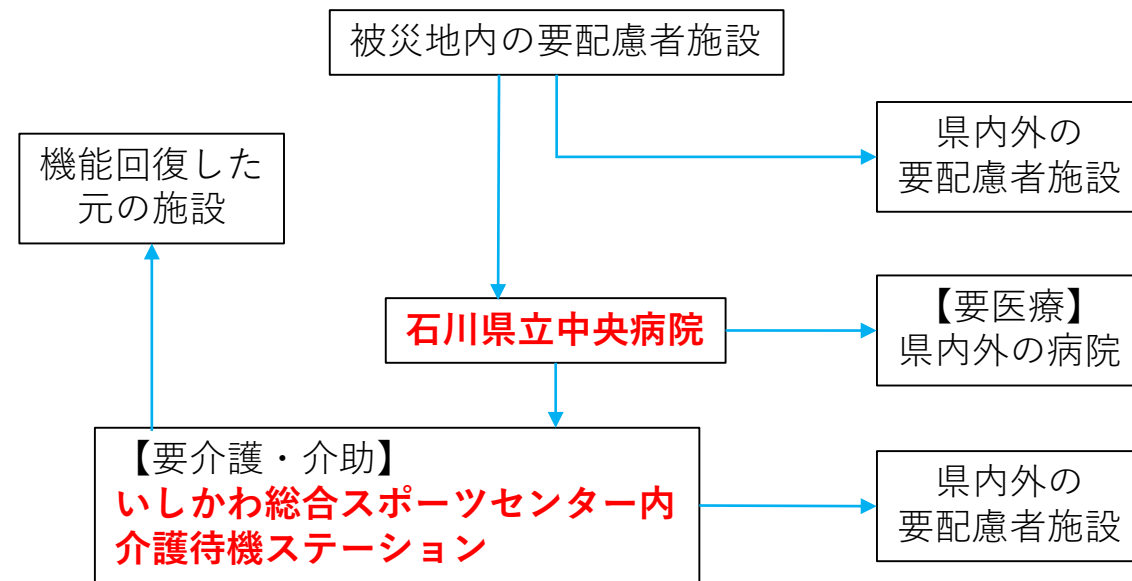 被災地内の要配慮者施設
県内外の
要配慮者施設
機能回復した
元の施設
石川県立中央病院
【要医療】
県内外の病院
【要介護・介助】
いしかわ総合スポーツセンター内
介護待機ステーション
県内外の
要配慮者施設